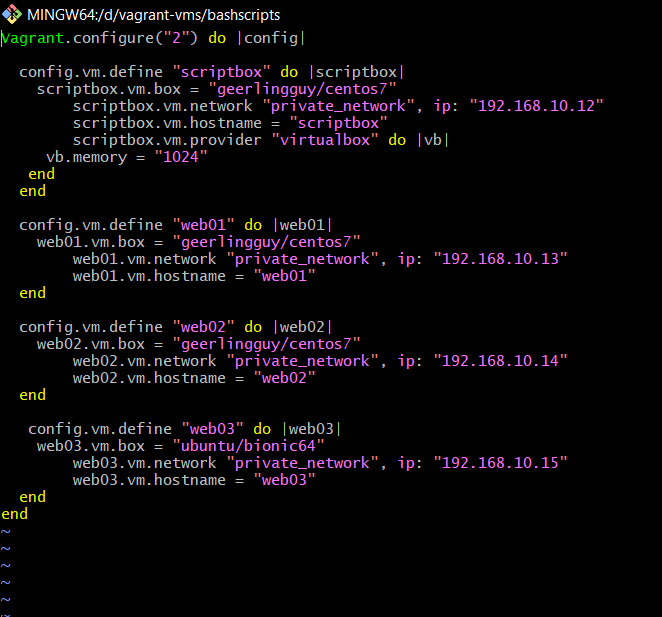 MINGW64:/d/vagrant-vms/bashscripts
Vagrant.configure("2") do |config|
config.vm.define "scriptbox" do |scriptbox|
scriptbox.vm.box = "geerlingguy/centos7"
scriptbox.vm.network "private_network", ip: "192.168.10.12"
scriptbox.vm.hostname = "scriptbox"
scriptbox.vm.provider "virtualbox" do |vb|
vb.memory = "1024"
end
end
config.vm.define "web01" do |web01|
web01.vm.box = "geerlingguy/centos7"
web01.vm.network "private_network", ip: "192.168.10.13"
web01.vm.hostname = "web01"
end
config.vm.define "web02" do |web02|
web02.vm.box = "geerlingguy/centos7"
web02.vm.network "private_network", ip: "192.168.10.14"
web02.vm.hostname = "web02"
end
config.vm.define "web03" do |web03|
web03.vm.box = "ubuntu/bionic64"
web03.vm.network "private_network", ip: "192.168.10.15"
web03.vm.hostname = "web03"
end
end
~
~
~
~
~
~